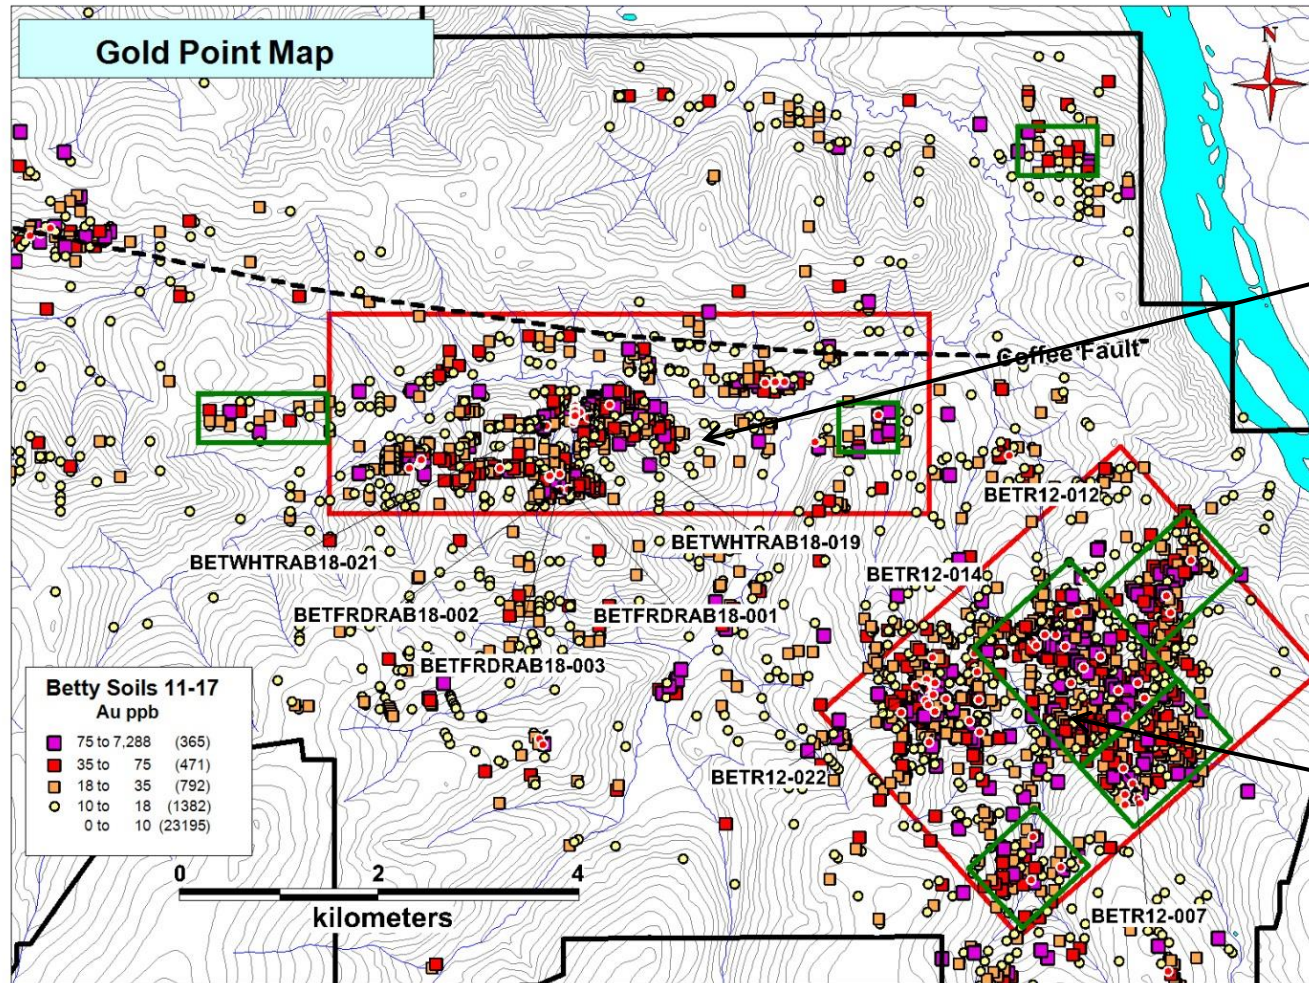 Gold Point Map
N
Coffee Fault
BETR12-012
BETWHTRAB18-019
BETWHTRAB18-021
BETR12-014
BETFRDRAB18-002
BETFRDRAB18-001
BETFRDRAB18-003
Betty Soils 11-17
Au ppb
75 to 7,288 (365)
35 to 75 (471)
18 to 35 (792)
10 to 18 (1382)
0 to 10 (23195)
BETR12-022
0 2 4
kilometers
BETR12-007